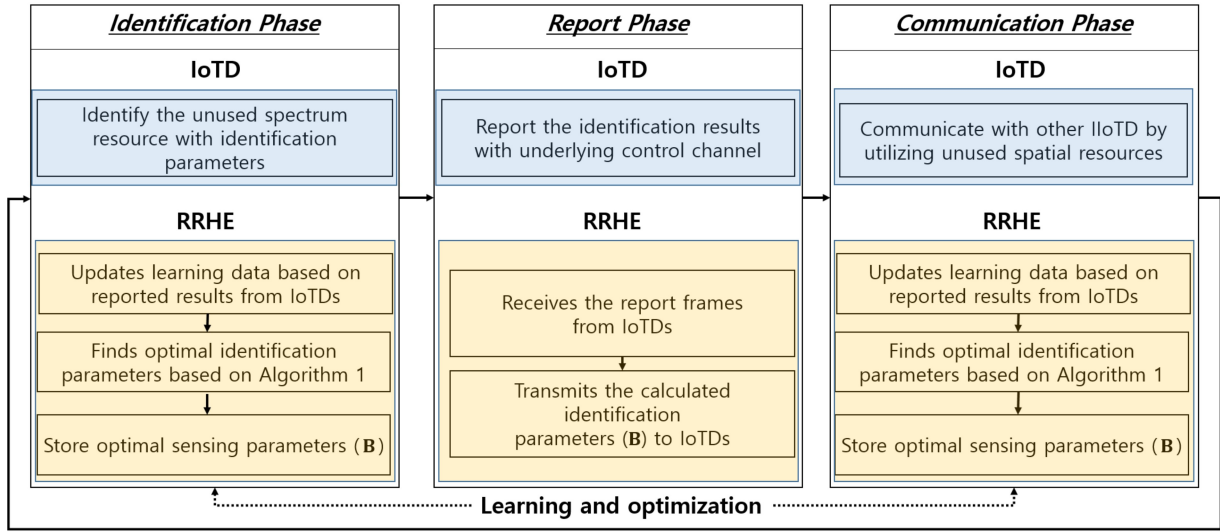 Identification Phase
IoTD
Identify the unused spectrum
resource with identification
parameters
RRHE
Updates learning data based on
reported results from IoTDs
Finds optimal identification
parameters based on Algorithm 1
Store optimal sensing parameters (B)
Report Phase
IoTD
Report the identification results
with underlying control channel
RRHE
Receives the report frames
from IoTDs
Transmits the calculated
identification
parameters (B) to IoTDs
Communication Phase
IoTD
Communicate with other IIoTD by
utilizing unused spatial resources
RRHE
Updates learning data based on
reported results from IoTDs
Finds optimal identification
parameters based on Algorithm 1
Store optimal sensing parameters (B)
Learning and optimization